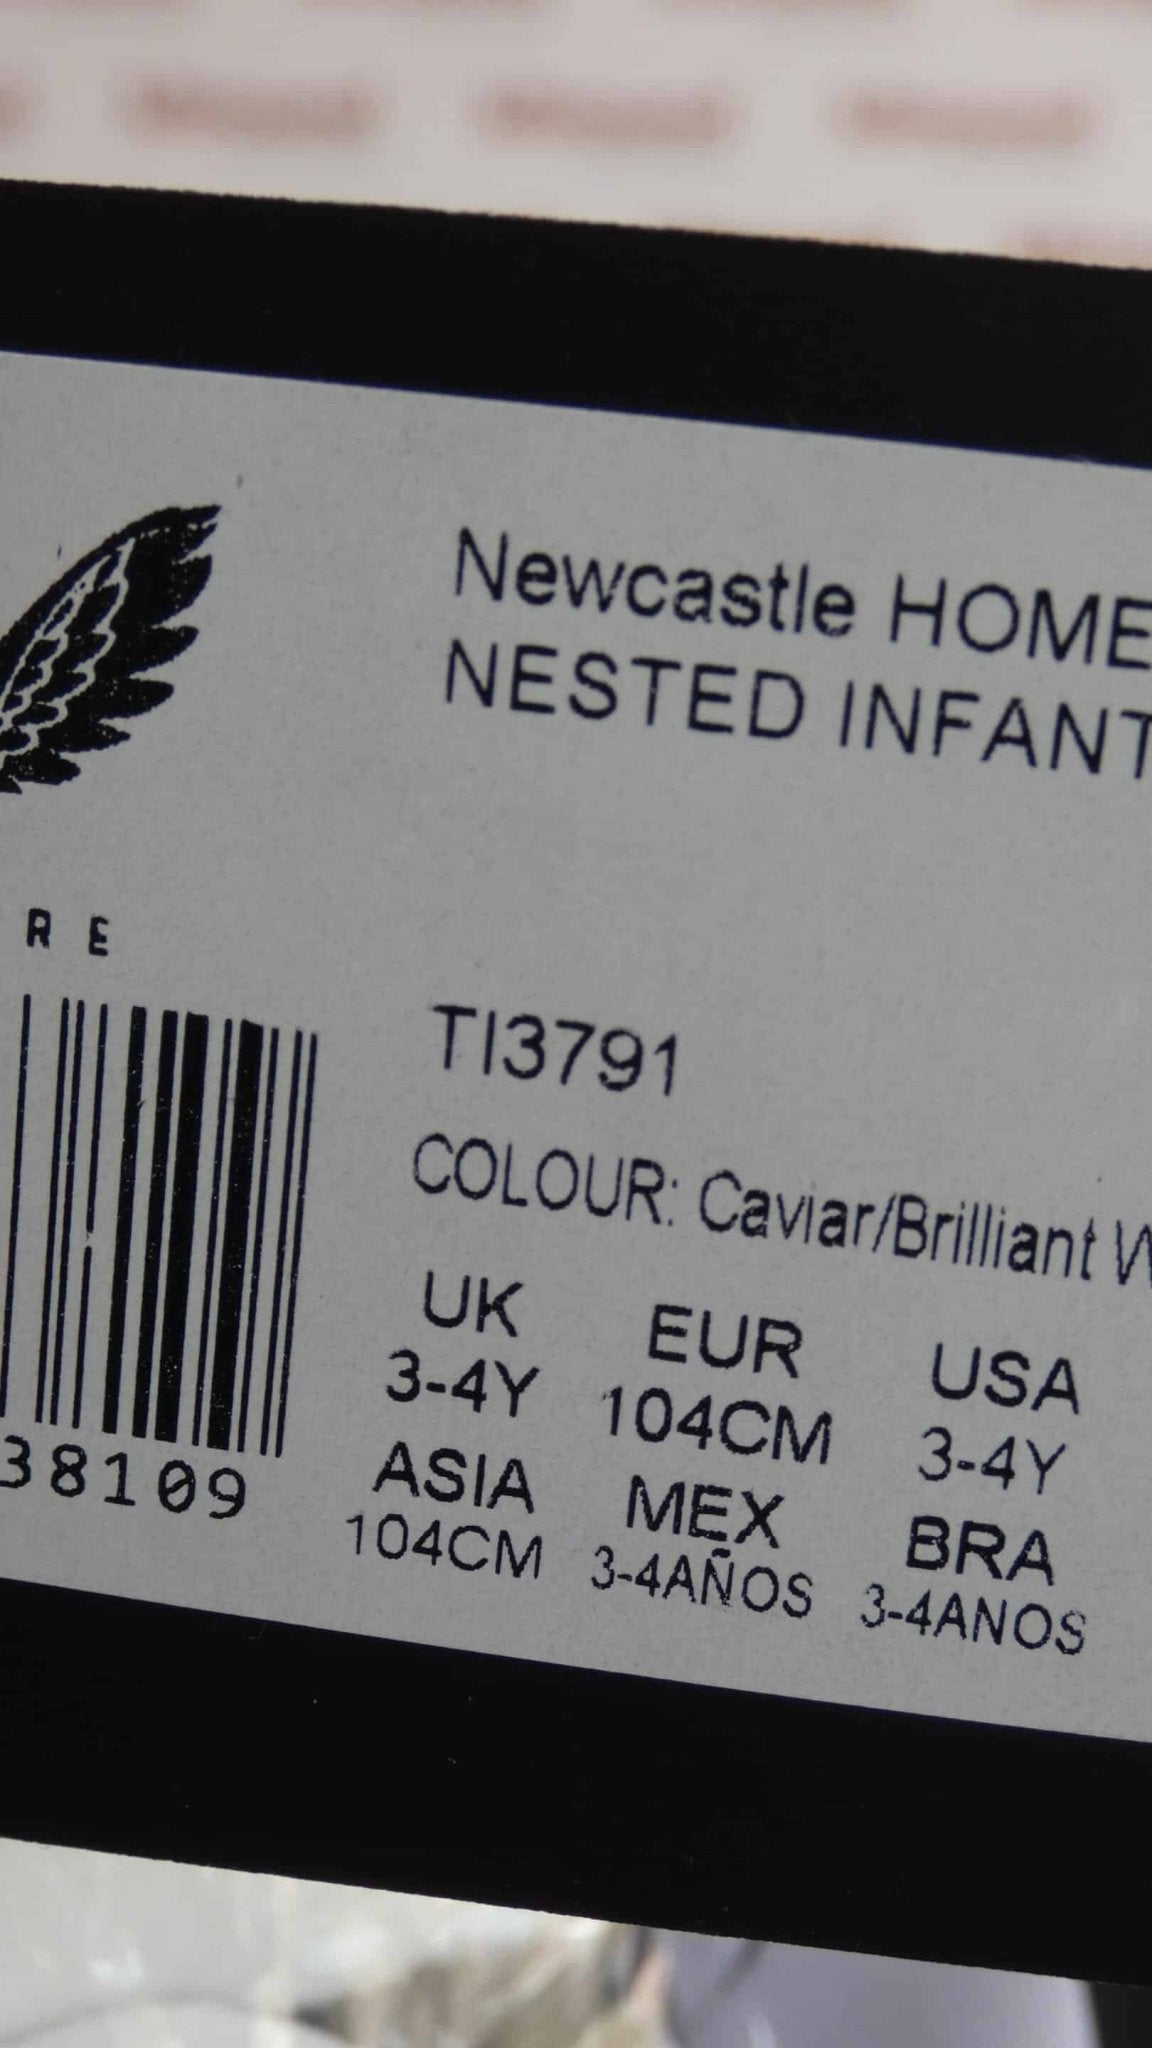 Newcastle HOME
NESTED INFANT
R E
TI3791
COLOUR: Caviar/Brilliant W
UK EUR USA
3-4Y 104CM 3-4Y
ASIA MEX BRA
104CM 3-4AÑOS 3-4ANOS
38109